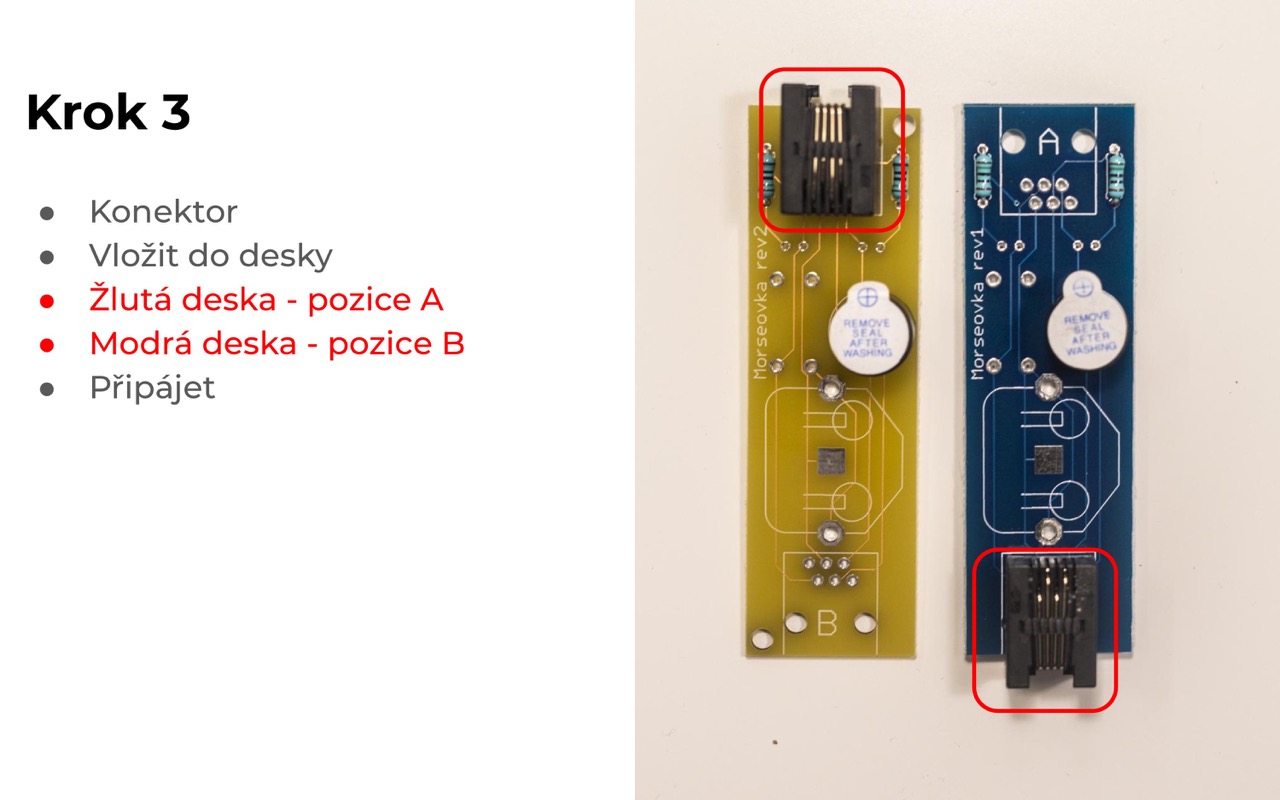 Krok 3
● Konektor
● Vložit do desky
● Žlutá deska - pozice A
● Modrá deska - pozice B
● Připájet
Morseovka rev2
REMOVE
SEAL
AFTER
WASHING
B
A
Morseovka rev1
REMOVE
SEAL
AFTER
WASHING